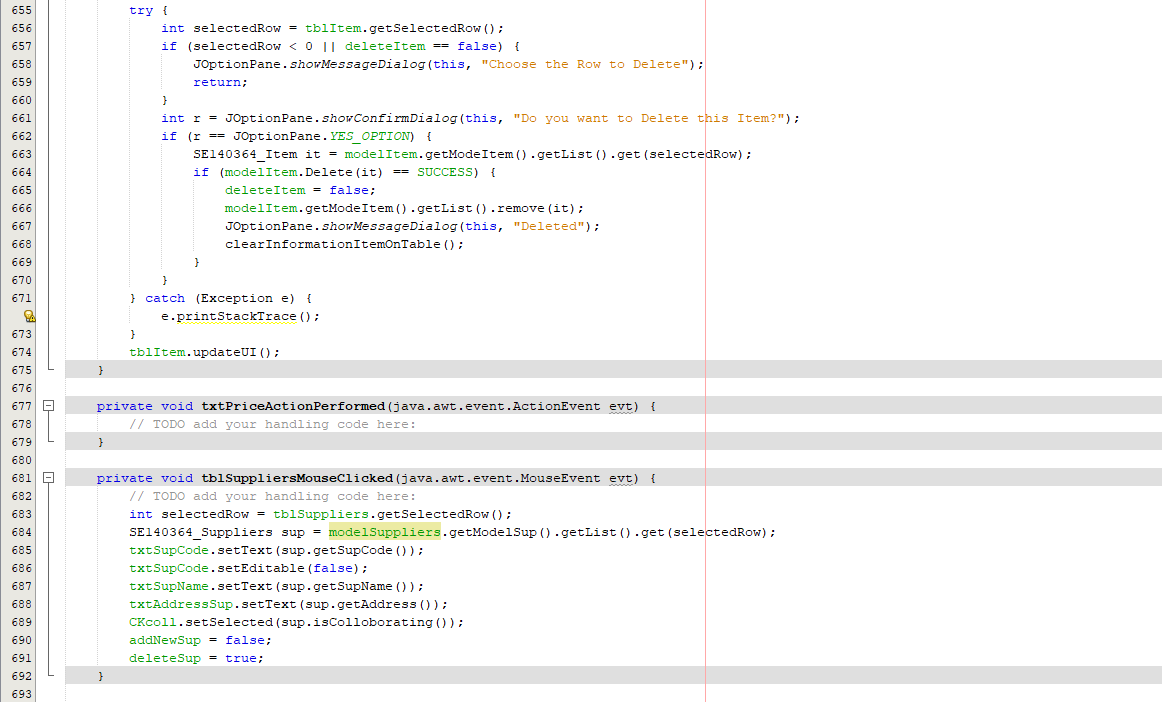 655 try {
656 int selectedRow = tblItem.getSelectedRow();
657 if (selectedRow < 0 || deleteItem == false) {
658 JOptionPane.showMessageDialog(this, "Choose the Row to Delete");
659 return;
660 }
661 int r = JOptionPane.showConfirmDialog(this, "Do you want to Delete this Item?");
662 if (r == JOptionPane.YES_OPTION) {
663 SE140364_Item it = modelItem.getModeItem().getList().get(selectedRow);
664 if (modelItem.Delete(it) == SUCCESS) {
665 deleteItem = false;
666 modelItem.getModeItem().getList().remove(it);
667 JOptionPane.showMessageDialog(this, "Deleted");
668 clearInformationItemOnTable();
669 }
670 }
671 } catch (Exception e) {
e.printStackTrace();
673 }
674 tblItem.updateUI();
675 }
676
677 private void txtPriceActionPerformed(java.awt.event.ActionEvent evt) {
678 // TODO add your handling code here:
679 }
680
681 private void tblSuppliersMouseClicked(java.awt.event.MouseEvent evt) {
682 // TODO add your handling code here:
683 int selectedRow = tblSuppliers.getSelectedRow();
684 SE140364_Suppliers sup = modelSuppliers.getModelSup().getList().get(selectedRow);
685 txtSupCode.setText(sup.getSupCode());
686 txtSupCode.setEditable(false);
687 txtSupName.setText(sup.getSupName());
688 txtAddressSup.setText(sup.getAddress());
689 CKcoll.setSelected(sup.isColloborating());
690 addNewSup = false;
691 deleteSup = true;
692 }
693